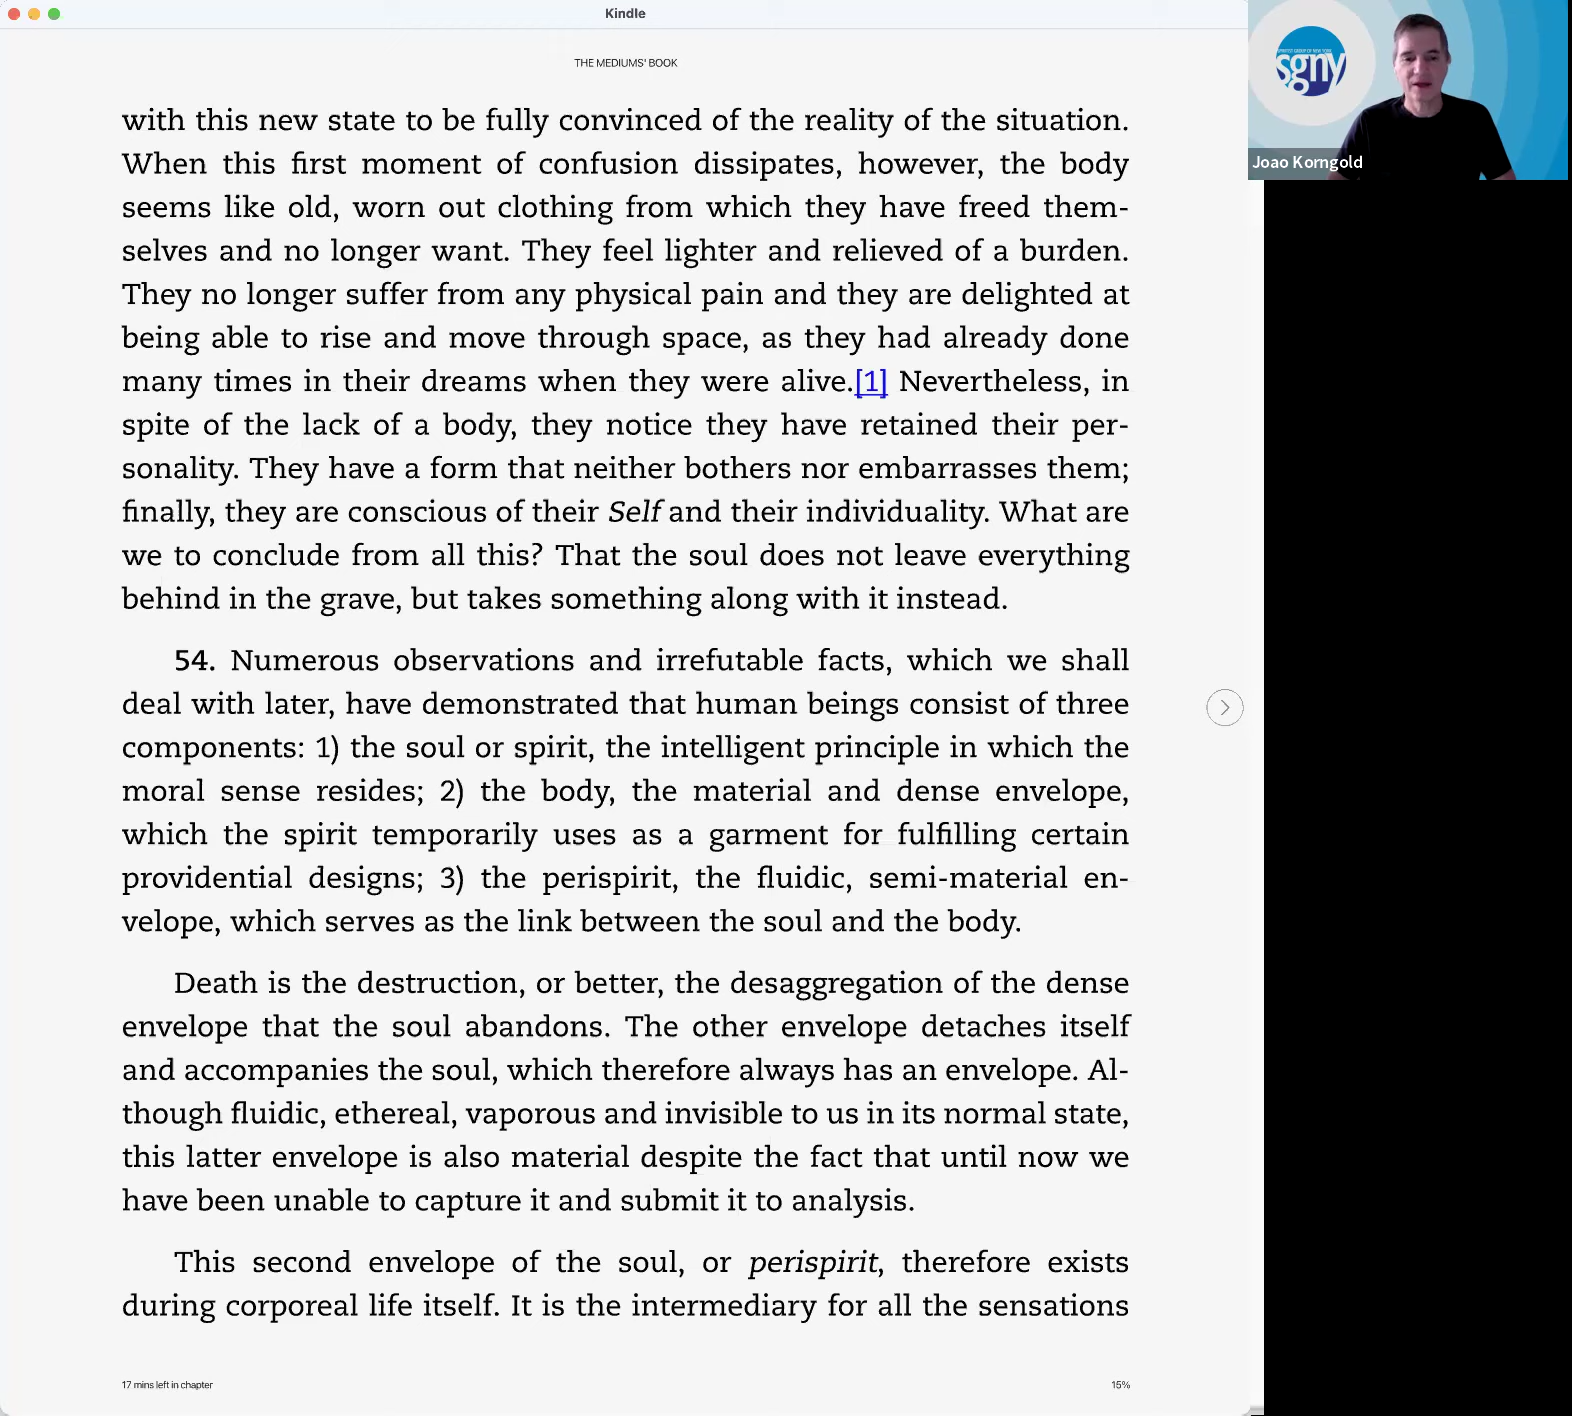 Kindle
THE MEDIUMS' BOOK
with this new state to be fully convinced of the reality of the situation.
When this first moment of confusion dissipates, however, the body
seems like old, worn out clothing from which they have freed them-
selves and no longer want. They feel lighter and relieved of a burden.
They no longer suffer from any physical pain and they are delighted at
being able to rise and move through space, as they had already done
many times in their dreams when they were alive.[1] Nevertheless, in
spite of the lack of a body, they notice they have retained their per-
sonality. They have a form that neither bothers nor embarrasses them;
finally, they are conscious of their Self and their individuality. What are
we to conclude from all this? That the soul does not leave everything
behind in the grave, but takes something along with it instead.
54. Numerous observations and irrefutable facts, which we shall
deal with later, have demonstrated that human beings consist of three
components: 1) the soul or spirit, the intelligent principle in which the
moral sense resides; 2) the body, the material and dense envelope,
which the spirit temporarily uses as a garment for fulfilling certain
providential designs; 3) the perispirit, the fluidic, semi-material en-
velope, which serves as the link between the soul and the body.
Death is the destruction, or better, the desaggregation of the dense
envelope that the soul abandons. The other envelope detaches itself
and accompanies the soul, which therefore always has an envelope. Al-
though fluidic, ethereal, vaporous and invisible to us in its normal state,
this latter envelope is also material despite the fact that until now we
have been unable to capture it and submit it to analysis.
This second envelope of the soul, or perispirit, therefore exists
during corporeal life itself. It is the intermediary for all the sensations
17 mins left in chapter
15%
SPIRITIST GROUP OF NEW YORK
sgny
Joao Korngold